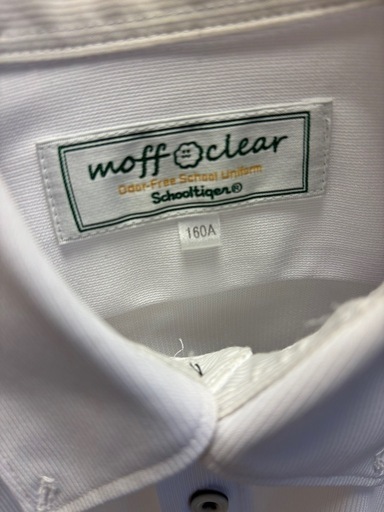 moff clear
Odor-Free School Uniform
Schooltiger®
160A